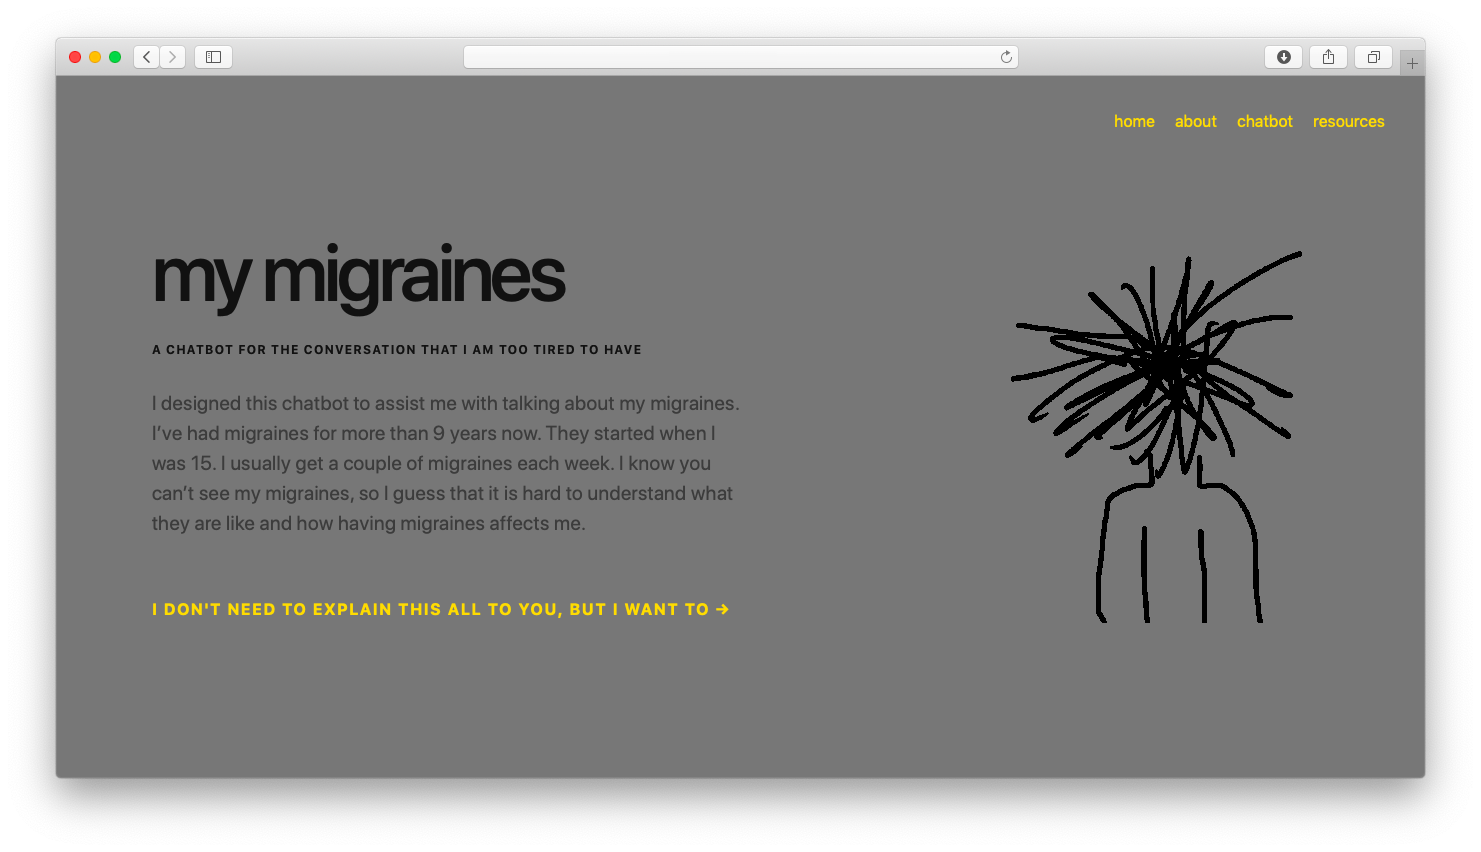 home about chatbot resources
my migraines
A CHATBOT FOR THE CONVERSATION THAT I AM TOO TIRED TO HAVE
I designed this chatbot to assist me with talking about my migraines.
I’ve had migraines for more than 9 years now. They started when I
was 15. I usually get a couple of migraines each week. I know you
can’t see my migraines, so I guess that it is hard to understand what
they are like and how having migraines affects me.
I DON'T NEED TO EXPLAIN THIS ALL TO YOU, BUT I WANT TO →